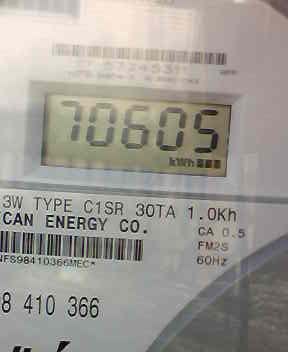 70605
kWh
3W TYPE C1SR 30TA 1.0Kh
CAN ENERGY CO.
CA 0.5
FM2S
60Hz
NFS98410366MEC*
8 410 366